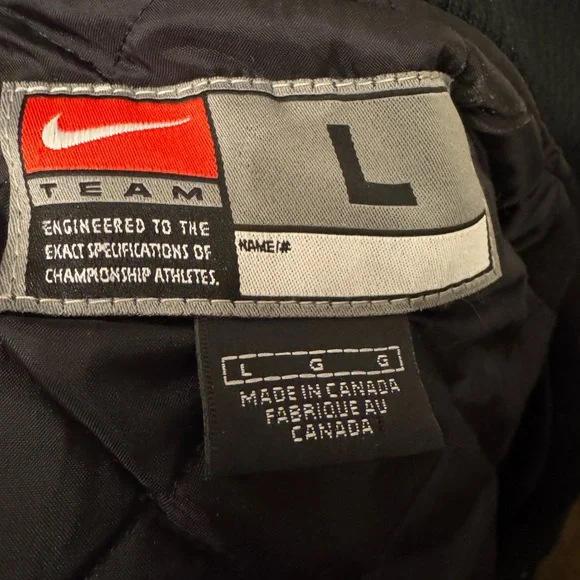 TEAM
ENGINEERED TO THE
EXACT SPECIFICATIONS OF
CHAMPIONSHIP ATHLETES.
L
NAME/#
L G G
MADE IN CANADA
FABRIQUE AU
CANADA